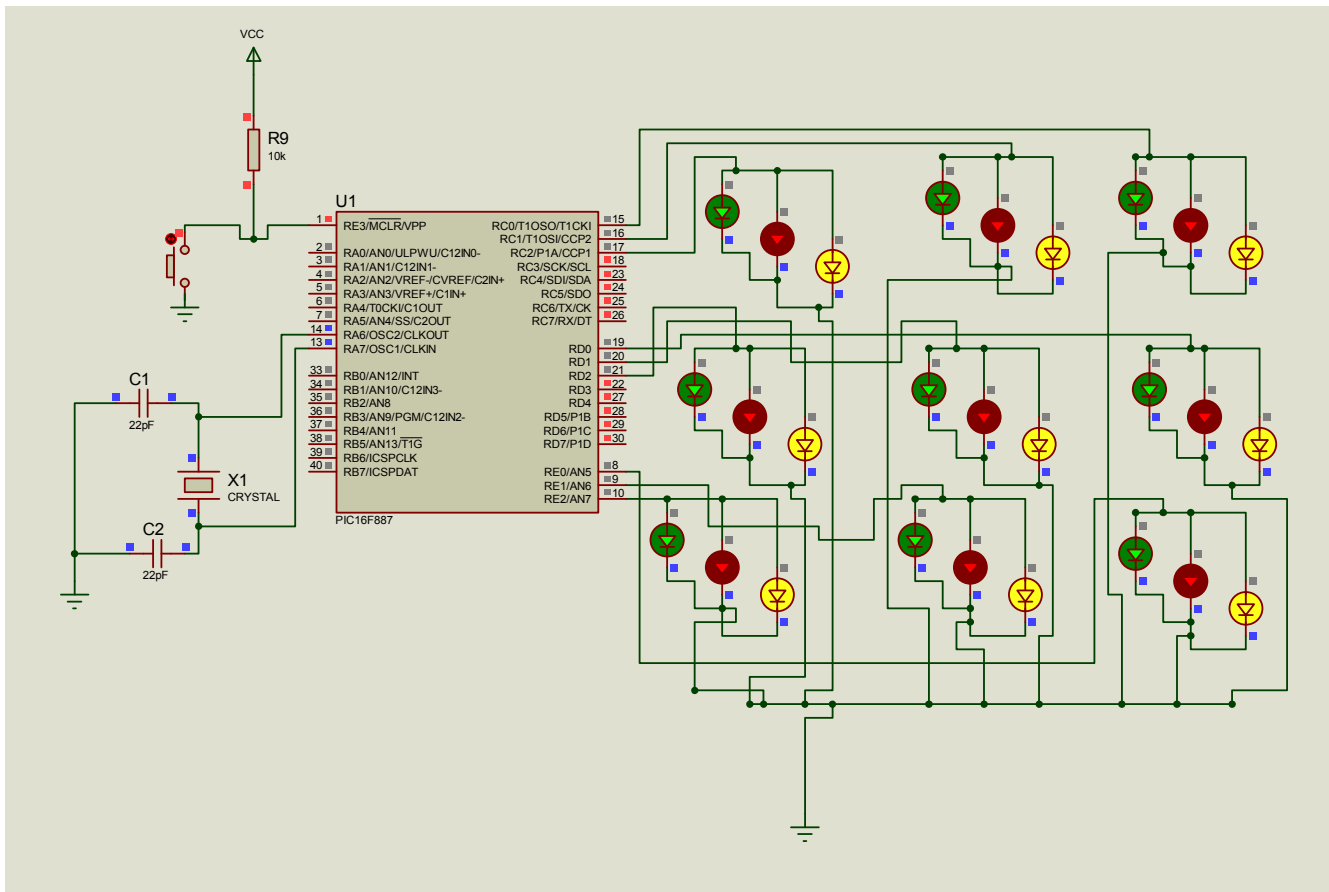 VCC
R9
10k
U1
1 RE3/MCLR/VPP RC0/T1OSO/T1CKI 15
RC1/T1OSI/CCP2 16
2 RA0/AN0/ULPWU/C12IN0- RC2/P1A/CCP1 17
3 RA1/AN1/C12IN1- RC3/SCK/SCL 18
4 RA2/AN2/VREF-/CVREF/C2IN+ RC4/SDI/SDA 23
5 RA3/AN3/VREF+/C1IN+ RC5/SDO 24
6 RA4/T0CKI/C1OUT RC6/TX/CK 25
7 RA5/AN4/SS/C2OUT RC7/RX/DT 26
14 RA6/OSC2/CLKOUT
13 RA7/OSC1/CLKIN RD0 19
RD1 20
33 RB0/AN12/INT RD2 21
34 RB1/AN10/C12IN3- RD3 22
35 RB2/AN8 RD4 27
36 RB3/AN9/PGM/C12IN2- RD5/P1B 28
37 RB4/AN11 RD6/P1C 29
38 RB5/AN13/T1G RD7/P1D 30
39 RB6/ICSPCLK
40 RB7/ICSPDAT RE0/AN5 8
RE1/AN6 9
RE2/AN7 10
PIC16F887
C1
22pF
X1
CRYSTAL
C2
22pF